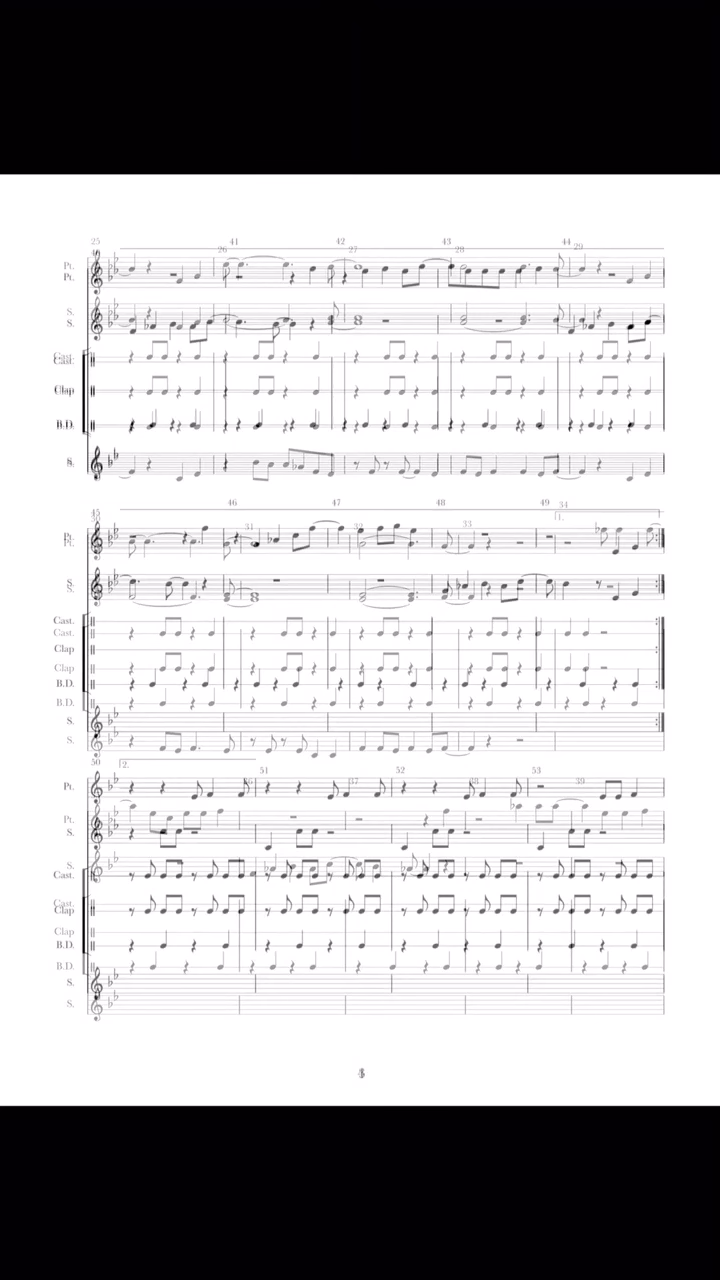 25 41 42 43 44
26 27 28 29
Pt.
Pt.
S.
S.
Cast.
Cast.
Clap
B.D.
S.
45 46 47 48 49 34
31 32 33 1.
Pt.
Pt.
S.
S.
Cast.
Cast.
Clap
Clap
B.D.
B.D.
S.
S.
50 2. 51 52 53
37 38 39
Pt.
Pt.
S.
S.
Cast.
Cast.
Clap
Clap
B.D.
B.D.
S.
S.